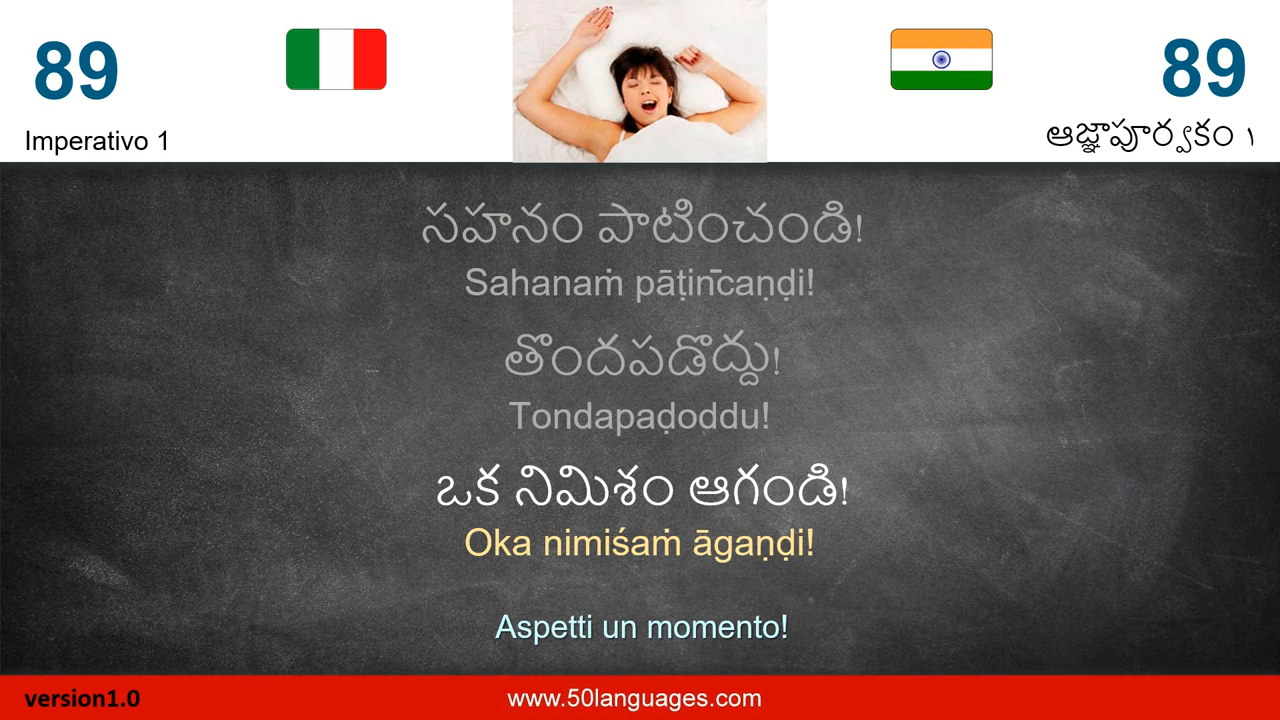 89
89
Imperativo 1
ఆజ్ఞాపూర్వకం ౹
సహనం పాటించండి!
Sahanaṁ pāṭin̄caṇḍi!
తొందపడొద్దు!
Tondapaḍoddu!
ఒక నిమిశం ఆగండి!
Oka nimiśaṁ āgaṇḍi!
Aspetti un momento!
version1.0
www.50languages.com